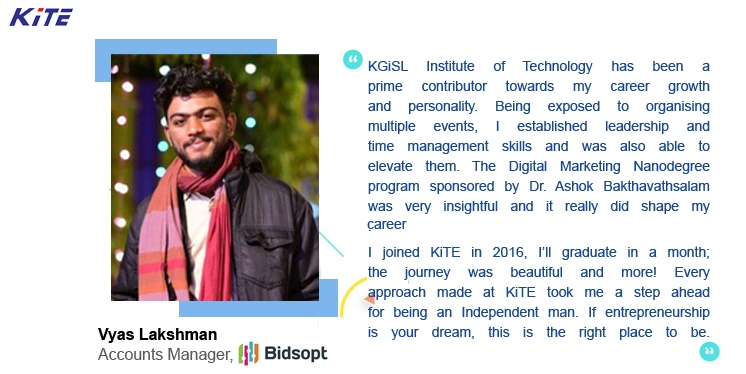 KiTE
KGiSL Institute of Technology has been a
prime contributor towards my career growth
and personality. Being exposed to organising
multiple events, I established leadership and
time management skills and was also able to
elevate them. The Digital Marketing Nanodegree
program sponsored by Dr. Ashok Bakthavathsalam
was very insightful and it really did shape my
career
I joined KiTE in 2016, I’ll graduate in a month;
the journey was beautiful and more! Every
approach made at KiTE took me a step ahead
for being an Independent man. If entrepreneurship
is your dream, this is the right place to be.
Vyas Lakshman
Accounts Manager, Bidsopt